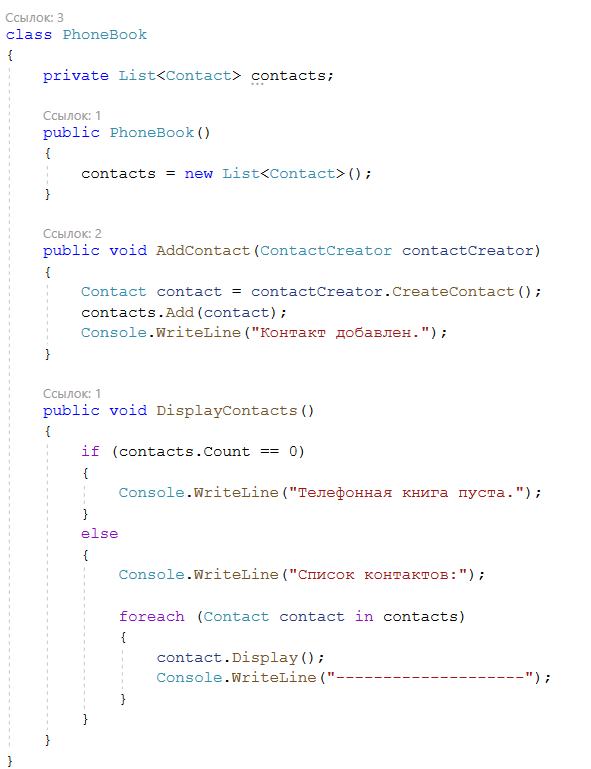 Ссылок: 3
class PhoneBook
{
private List<Contact> contacts;
Ссылок: 1
public PhoneBook()
{
contacts = new List<Contact>();
}
Ссылок: 2
public void AddContact(ContactCreator contactCreator)
{
Contact contact = contactCreator.CreateContact();
contacts.Add(contact);
Console.WriteLine("Контакт добавлен.");
}
Ссылок: 1
public void DisplayContacts()
{
if (contacts.Count == 0)
{
Console.WriteLine("Телефонная книга пуста.");
}
else
{
Console.WriteLine("Список контактов:");
foreach (Contact contact in contacts)
{
contact.Display();
Console.WriteLine("--------------------");
}
}
}
}